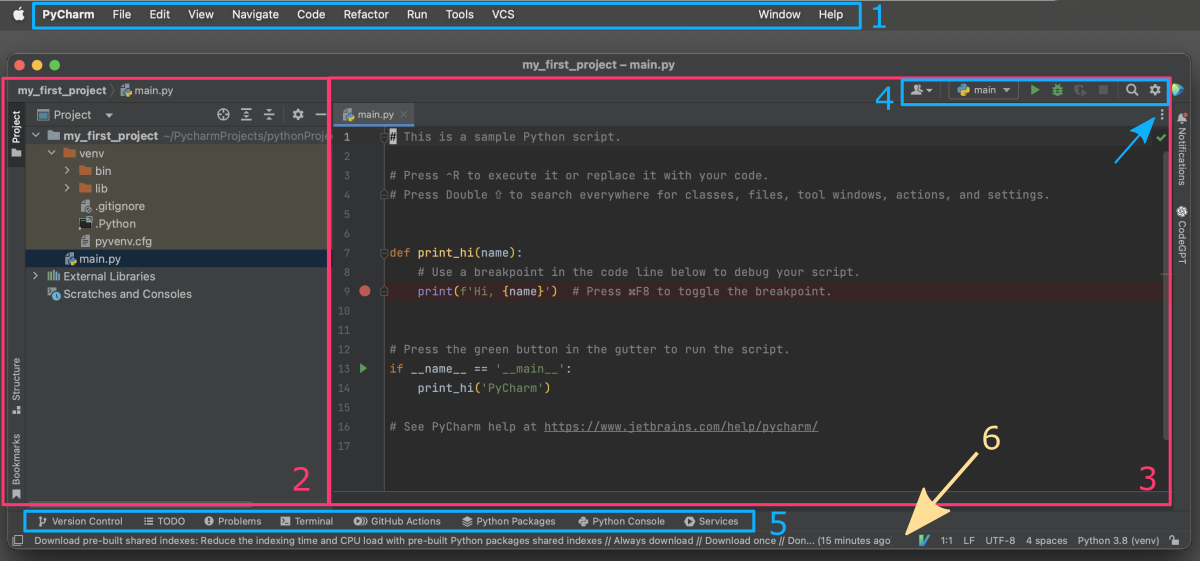 PyCharm File Edit View Navigate Code Refactor Run Tools VCS Window Help 1
my_first_project – main.py
my_first_project main.py
4 main
Project
main.py
Project
my_first_project ~/PycharmProjects/pythonProje
venv
bin
lib
.gitignore
.Python
pyvenv.cfg
main.py
External Libraries
Scratches and Consoles
Structure
Bookmarks
2
1 # This is a sample Python script.
2
3 # Press ⌃R to execute it or replace it with your code.
4 # Press Double ⇧ to search everywhere for classes, files, tool windows, actions, and settings.
5
6
7 def print_hi(name):
8 # Use a breakpoint in the code line below to debug your script.
9 print(f'Hi, {name}') # Press ⌘F8 to toggle the breakpoint.
10
11
12 # Press the green button in the gutter to run the script.
13 if __name__ == '__main__':
14 print_hi('PyCharm')
15
16 # See PyCharm help at https://www.jetbrains.com/help/pycharm/
17
Notifications
CodeGPT
6
3
Version Control TODO Problems Terminal GitHub Actions Python Packages Python Console Services 5
Download pre-built shared indexes: Reduce the indexing time and CPU load with pre-built Python packages shared indexes // Always download // Download once // Don... (15 minutes ago 1:1 LF UTF-8 4 spaces Python 3.8 (venv)